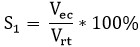 S₁ = V_ec / V_rt * 100%